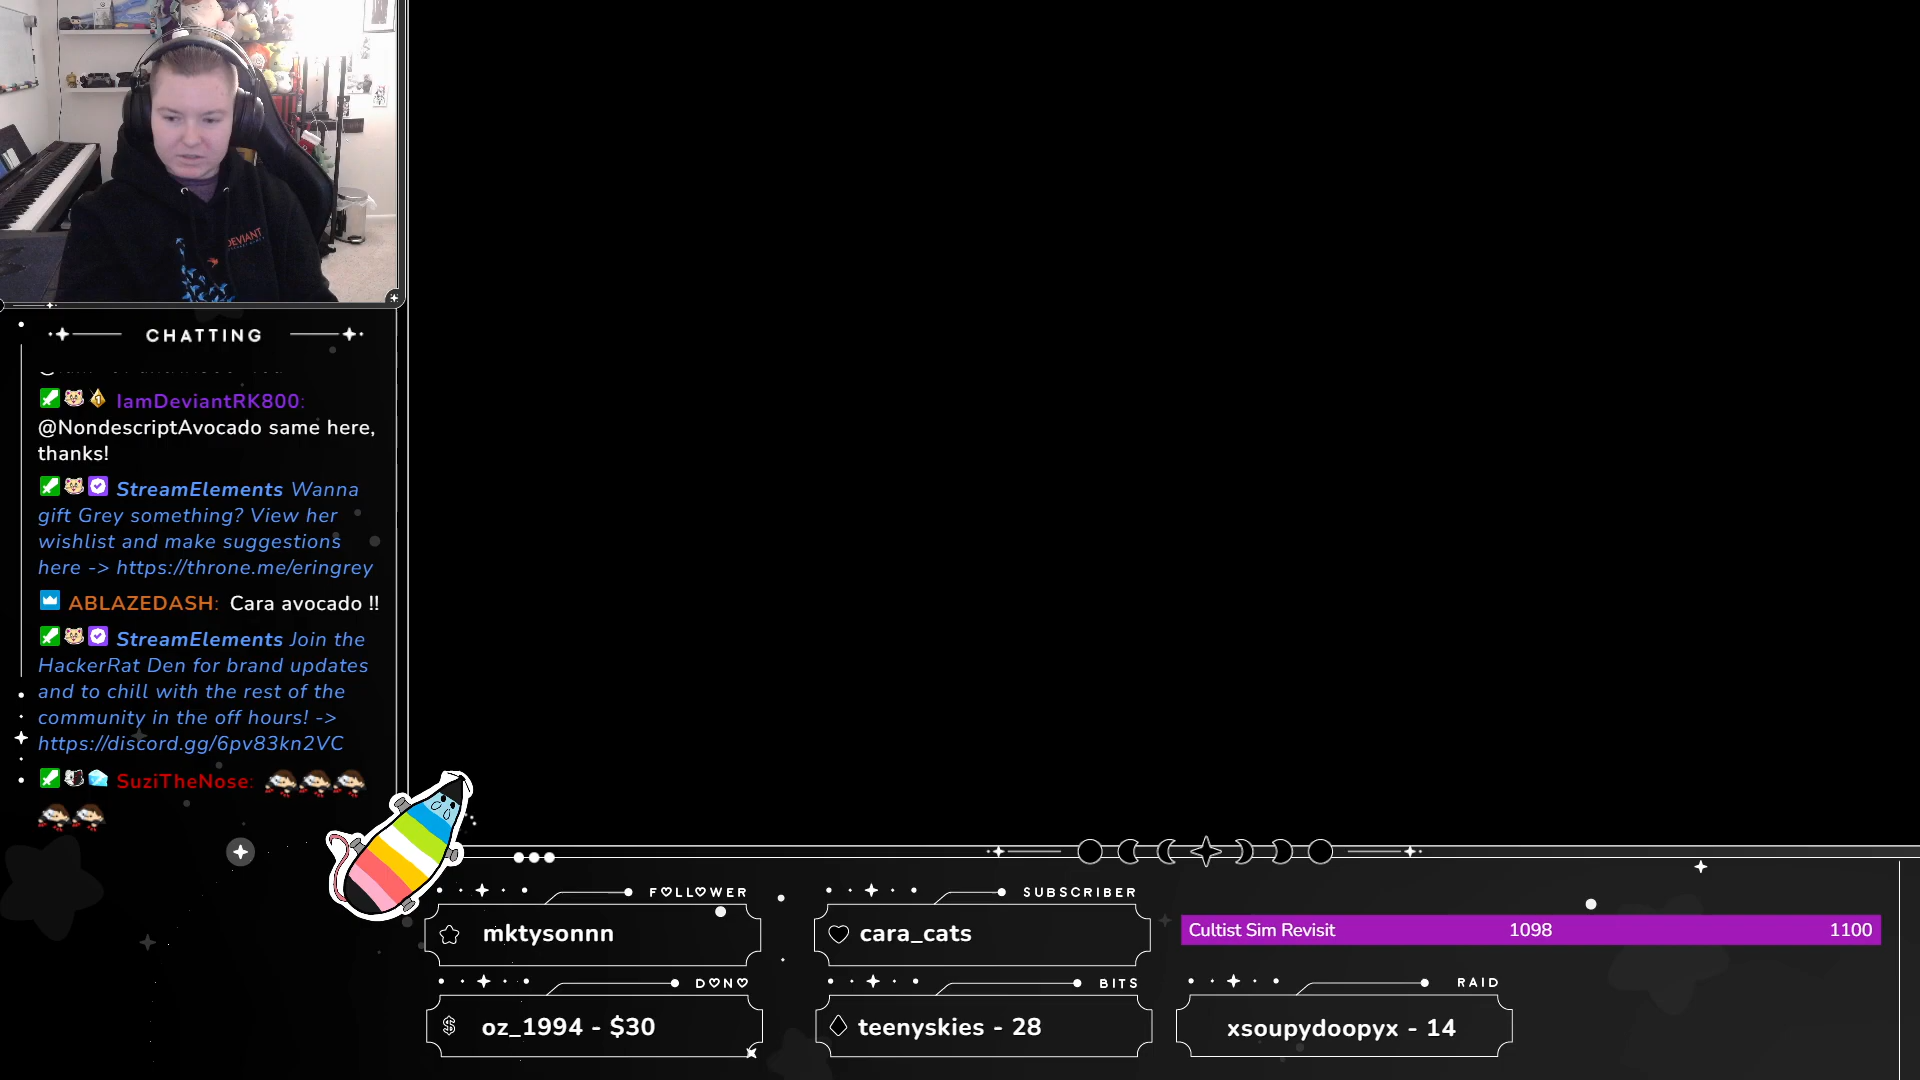 DEVIANT
CHATTING
IamDeviantRK800:
@NondescriptAvocado same here,
thanks!
StreamElements Wanna
gift Grey something? View her
wishlist and make suggestions
here -> https://throne.me/eringrey
ABLAZEDASH: Cara avocado !!
StreamElements Join the
HackerRat Den for brand updates
and to chill with the rest of the
community in the off hours! ->
https://discord.gg/6pv83kn2VC
SuziTheNose:
FOLLOWER
mktysonnn
SUBSCRIBER
cara_cats
Cultist Sim Revisit 1098 1100
DONO
oz_1994 - $30
BITS
teenyskies - 28
RAID
xsoupydoopyx - 14